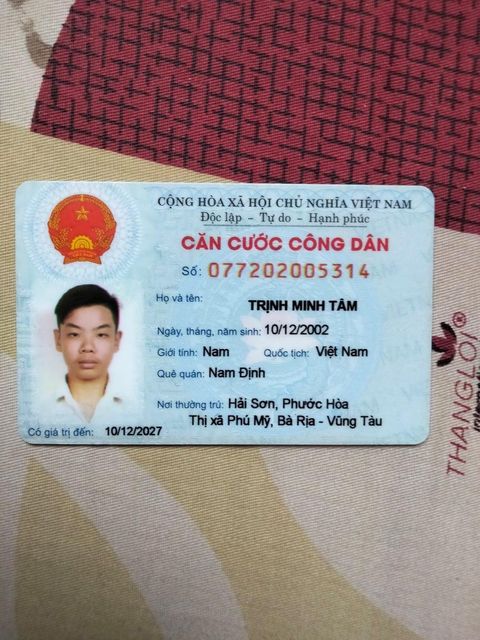 CỘNG HÒA XÃ HỘI CHỦ NGHĨA VIỆT NAM
Độc lập - Tự do - Hạnh phúc
CĂN CƯỚC CÔNG DÂN
Số: 077202005314
Họ và tên: TRỊNH MINH TÂM
Ngày, tháng, năm sinh: 10/12/2002
Giới tính: Nam Quốc tịch: Việt Nam
Quê quán: Nam Định
Nơi thường trú: Hải Sơn, Phước Hòa
Thị xã Phú Mỹ, Bà Rịa - Vũng Tàu
Có giá trị đến: 10/12/2027
THANGLOI®